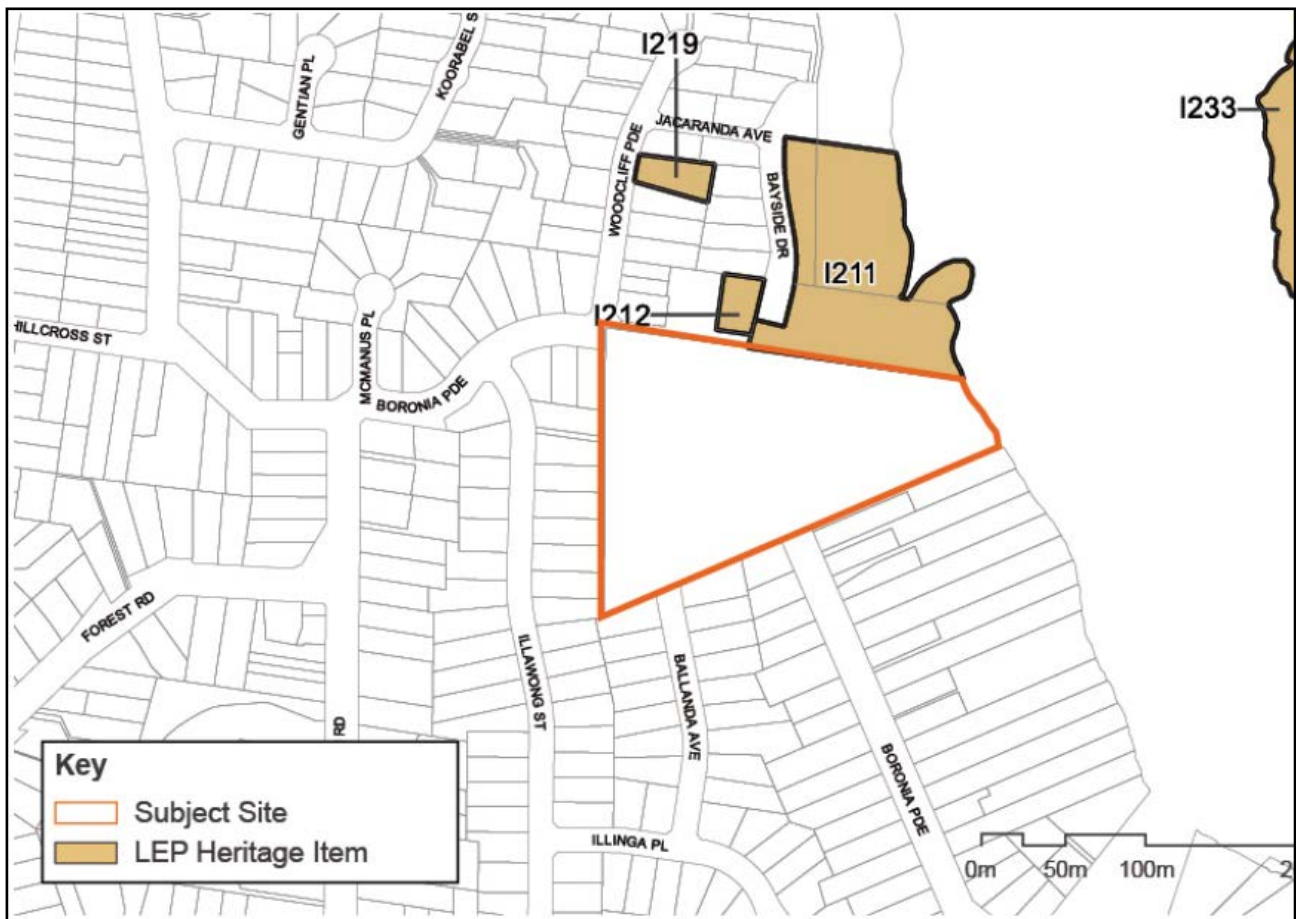 I219
I233
GENTIAN PL
KOORABEL S
JACARANDA AVE
WOODCLIFF PDE
BAYSIDE DR
I211
I212
HILLCROSS ST
MCMANUS PL
BORONIA PDE
FOREST RD
ILLAWONG ST
BALLANDA AVE
RD
BORONIA PDE
ILLINGA PL
Key
Subject Site
LEP Heritage Item
0m 50m 100m 2